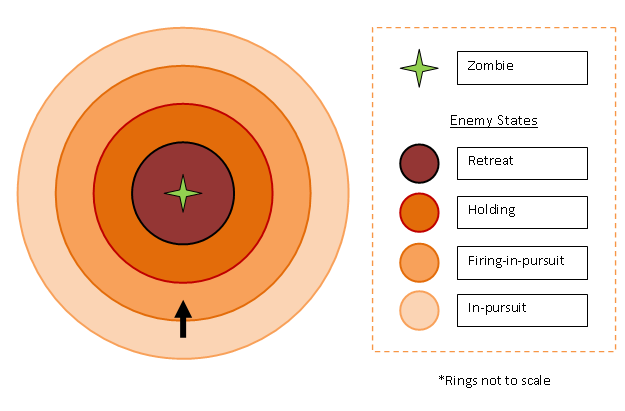 Zombie
Enemy States
Retreat
Holding
Firing-in-pursuit
In-pursuit
*Rings not to scale